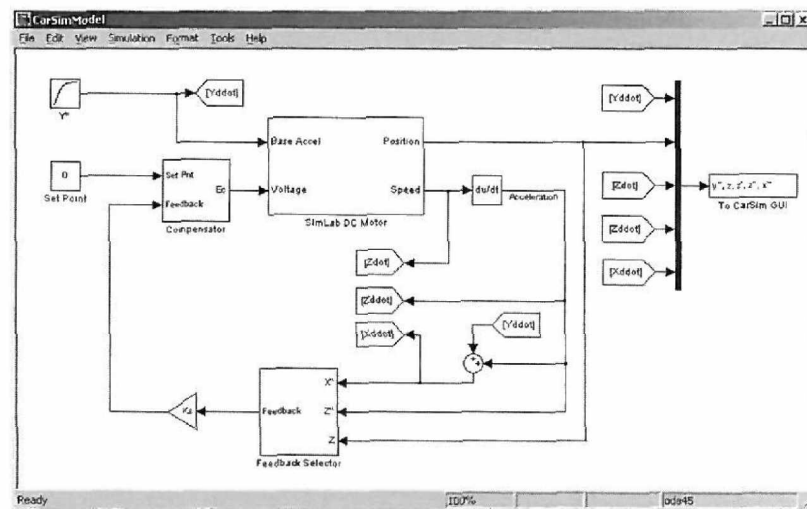 CarSimModel
File Edit View Simulation Format Tools Help
[Yddot]
Y"
0
Set Point
Set Pnt
Feedback
Ec
Compensator
Base Accel
Voltage
Position
Speed
SimLab DC Motor
du/dt
Acceleration
[Zdot]
[Zddot]
[Xddot]
[Yddot]
Ks
Feedback
X"
Z"
Z
Feedback Selector
[Yddot]
[Zdot]
[Zddot]
[Xddot]
y", z, z', z", x"
To CarSim GUI
Ready
100%
ode45